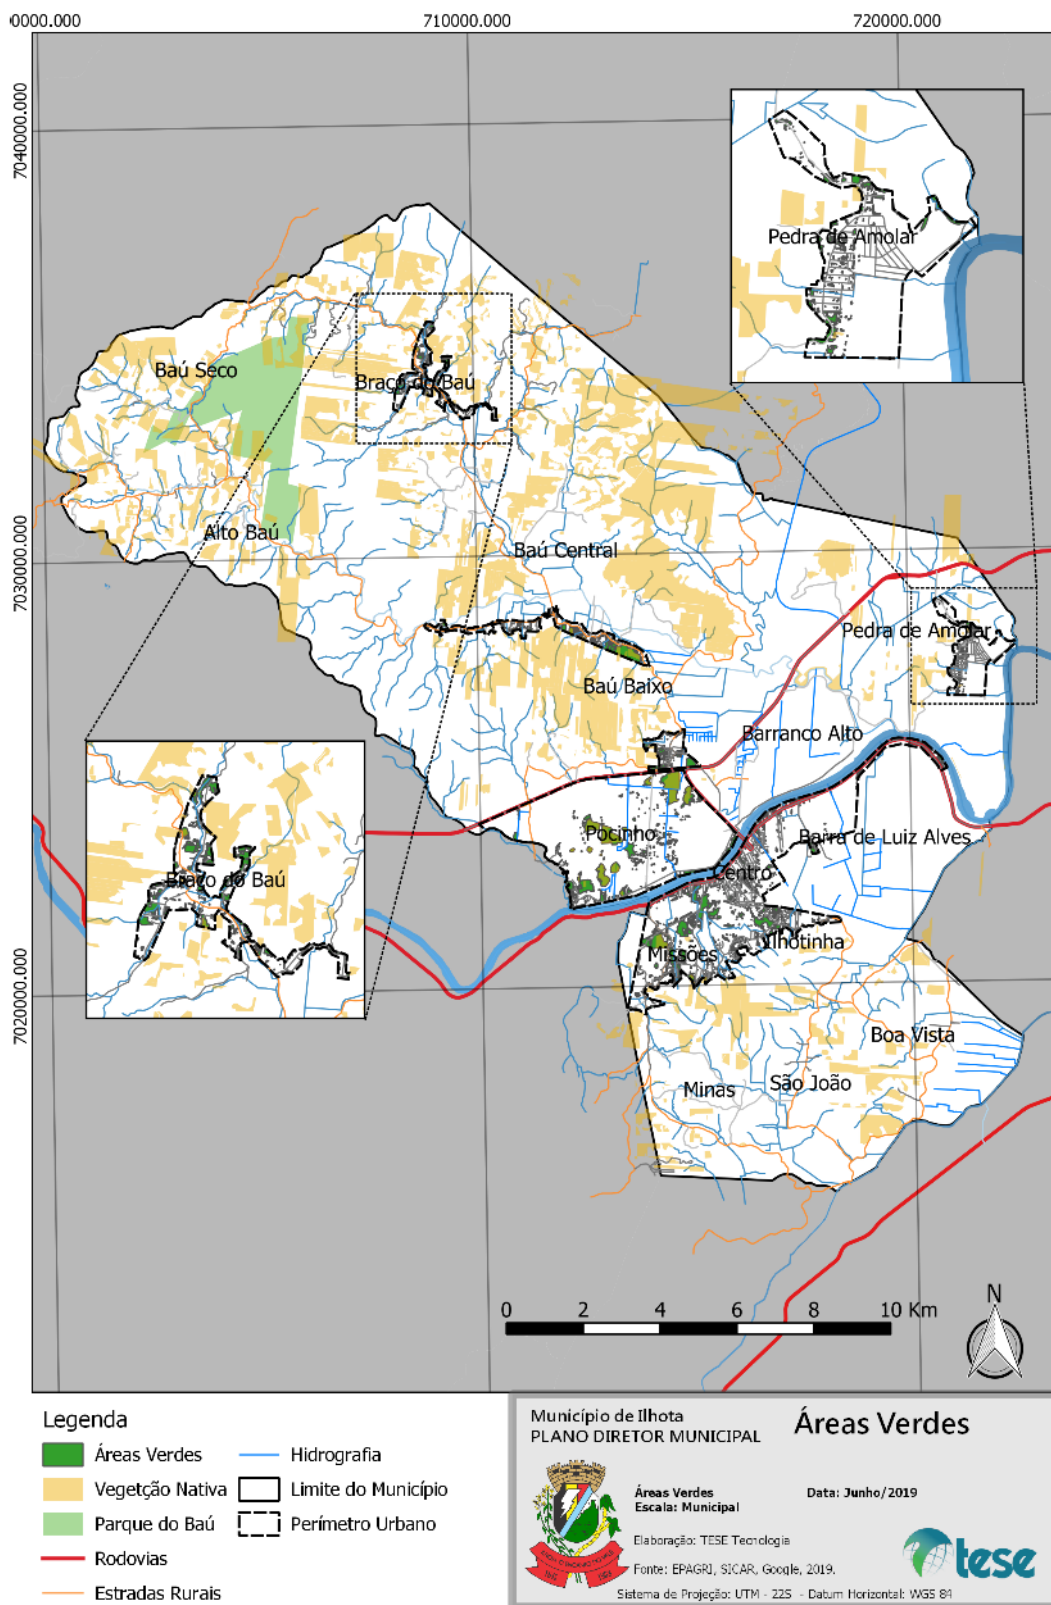 ›00000.000
710000.000
720000.000
7040000.000
7030000.000
7020000.000
Pedra de Amolar
Baú Seco
Braço do Baú
Alto Baú
Baú Central
Pedra de Amolar
Baú Baixo
Barranco Alto
Pocinho
Barra de Luiz Alves
Centro
Braço do Baú
Ilhotinha
Missões
Boa Vista
São João
Minas
N
0 2 4 6 8 10 Km
Legenda
Áreas Verdes
Hidrografia
Vegetção Nativa
Limite do Município
Parque do Baú
Perímetro Urbano
Rodovias
Estradas Rurais
Município de Ilhota
PLANO DIRETOR MUNICIPAL
Áreas Verdes
Áreas Verdes
Data: Junho/2019
Escala: Municipal
Elaboração: TESE Tecnologia
Fonte: EPAGRI, SICAR, Google, 2019.
tese
Sistema de Projeção: UTM - 22S - Datum Horizontal: WGS 84